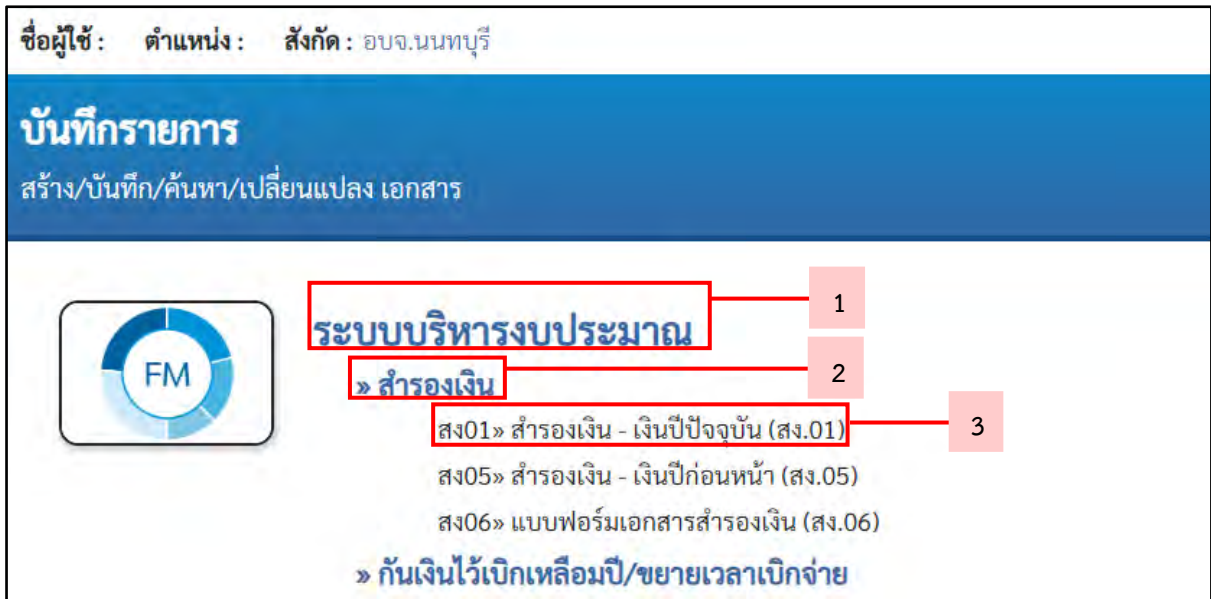 ชื่อผู้ใช้ : ตำแหน่ง : สังกัด : อบจ.นนทบุรี
บันทึกรายการ
สร้าง/บันทึก/ค้นหา/เปลี่ยนแปลง เอกสาร
1
FM
ระบบบริหารงบประมาณ
» สำรองเงิน
2
สง01» สำรองเงิน - เงินปีปัจจุบัน (สง.01)
3
สง05» สำรองเงิน - เงินปีก่อนหน้า (สง.05)
สง06» แบบฟอร์มเอกสารสำรองเงิน (สง.06)
» กันเงินไว้เบิกเหลื่อมปี/ขยายเวลาเบิกจ่าย